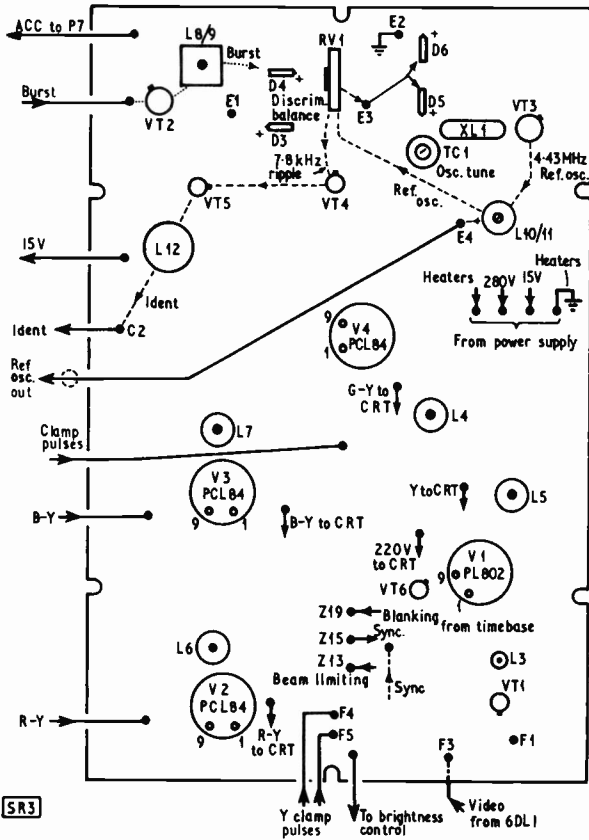 ACC to P7
L8/9
Burst
RV1
E2
D6
Burst
VT2
E1
D4
Discrim.
balance
D3
E3
D5
VT3
XL1
TC1
Osc. tune
4·43MHz
Ref. osc.
7·8kHz
ripple
Ref.
osc.
VT5
VT4
E4
L10/11
L12
15V
Heaters
Heaters
280V
15V
From power supply
Ident
Ident
C2
Ref
osc.
out
9
V4
1
PCL84
G-Y to
CRT
L4
L7
Clamp
pulses
V3
PCL84
9
1
B-Y
B-Y to CRT
Y to CRT
L5
220V
to CRT
V1
9
PL802
VT6
Z19
Blanking
from timebase
Z15
Sync.
Z13
Beam limiting
Sync
L6
L3
V2
PCL84
9
1
VT1
R-Y
R-Y
to CRT
F4
F5
F3
F1
SR3
Y clamp
pulses
To brightness
control
Video
from 6DL1